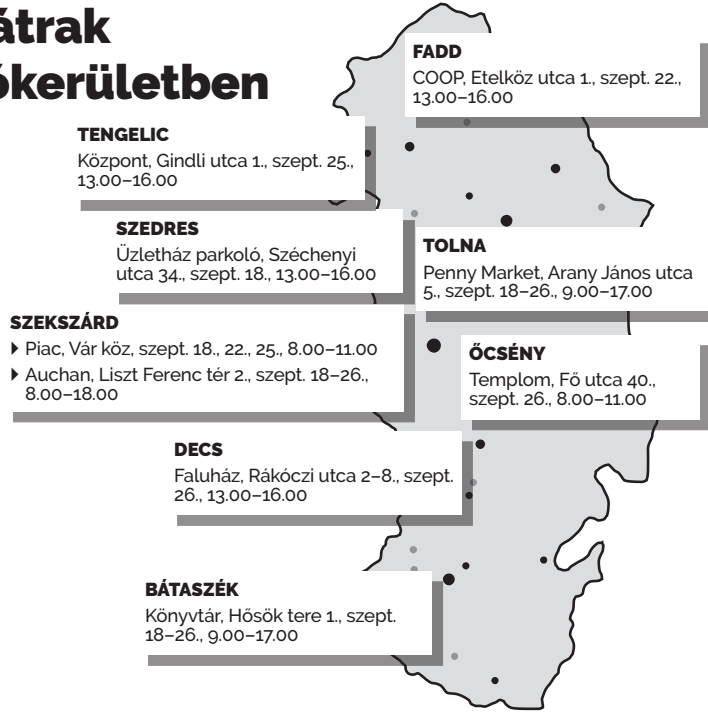 átrak
ókerületben
FADD
COOP, Etelköz utca 1., szept. 22.,
13.00–16.00
TENGELIC
Központ, Gindli utca 1., szept. 25.,
13.00–16.00
SZEDRES
Üzletház parkoló, Széchenyi
utca 34., szept. 18., 13.00–16.00
TOLNA
Penny Market, Arany János utca
5., szept. 18–26., 9.00–17.00
SZEKSZÁRD
Piac, Vár köz, szept. 18., 22., 25., 8.00–11.00
Auchan, Liszt Ferenc tér 2., szept. 18–26.,
8.00–18.00
ŐCSÉNY
Templom, Fő utca 40.,
szept. 26., 8.00–11.00
DECS
Faluház, Rákóczi utca 2–8., szept.
26., 13.00–16.00
BÁTASZÉK
Könyvtár, Hősök tere 1., szept.
18–26., 9.00–17.00